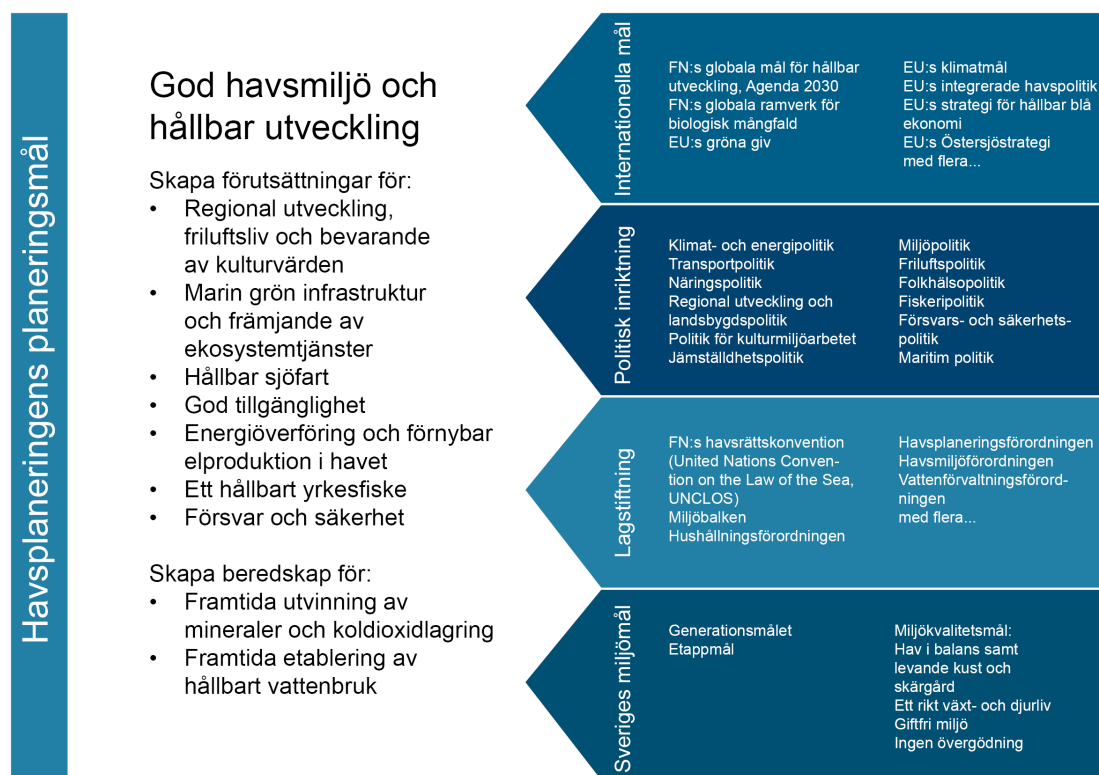 Havsplaneringens planeringsmål
God havsmiljö och
hållbar utveckling
Skapa förutsättningar för:
• Regional utveckling,
friluftsliv och bevarande
av kulturvärden
• Marin grön infrastruktur
och främjande av
ekosystemtjänster
• Hållbar sjöfart
• God tillgänglighet
• Energiöverföring och förnybar
elproduktion i havet
• Ett hållbart yrkesfiske
• Försvar och säkerhet
Skapa beredskap för:
• Framtida utvinning av
mineraler och koldioxidlagring
• Framtida etablering av
hållbart vattenbruk
Internationella mål
FN:s globala mål för hållbar
utveckling, Agenda 2030
FN:s globala ramverk för
biologisk mångfald
EU:s gröna giv
EU:s klimatmål
EU:s integrerade havspolitik
EU:s strategi för hållbar blå
ekonomi
EU:s Östersjöstrategi
med flera...
Politisk inriktning
Klimat- och energipolitik
Transportpolitik
Näringspolitik
Regional utveckling och
landsbygdspolitik
Politik för kulturmiljöarbetet
Jämställdhetspolitik
Miljöpolitik
Friluftspolitik
Folkhälsopolitik
Fiskeripolitik
Försvars- och säkerhets-
politik
Maritim politik
Lagstiftning
FN:s havsrättskonvention
(United Nations Conven-
tion on the Law of the Sea,
UNCLOS)
Miljöbalken
Hushållningsförordningen
Havsplaneringsförordningen
Havsmiljöförordningen
Vattenförvaltningsförord-
ningen
med flera...
Sveriges miljömål
Generationsmålet
Etappmål
Miljökvalitetsmål:
Hav i balans samt
levande kust och
skärgård
Ett rikt växt- och djurliv
Giftfri miljö
Ingen övergödning